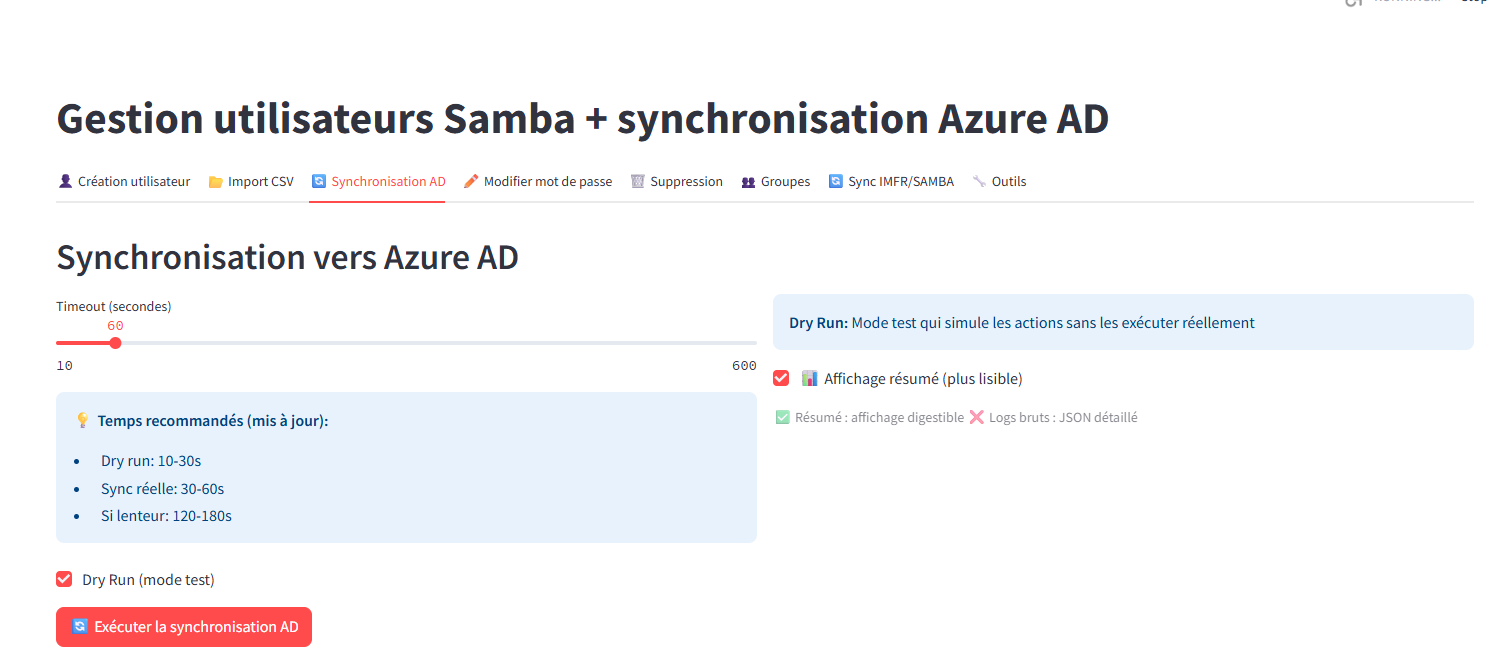 Gestion utilisateurs Samba + synchronisation Azure AD
Création utilisateur
Import CSV
Synchronisation AD
Modifier mot de passe
Suppression
Groupes
Sync IMFR/SAMBA
Outils
Synchronisation vers Azure AD
Timeout (secondes)
60
10
600
Temps recommandés (mis à jour):
Dry run: 10-30s
Sync réelle: 30-60s
Si lenteur: 120-180s
Dry Run (mode test)
Exécuter la synchronisation AD
Dry Run: Mode test qui simule les actions sans les exécuter réellement
Affichage résumé (plus lisible)
Résumé : affichage digestible ❌ Logs bruts : JSON détaillé